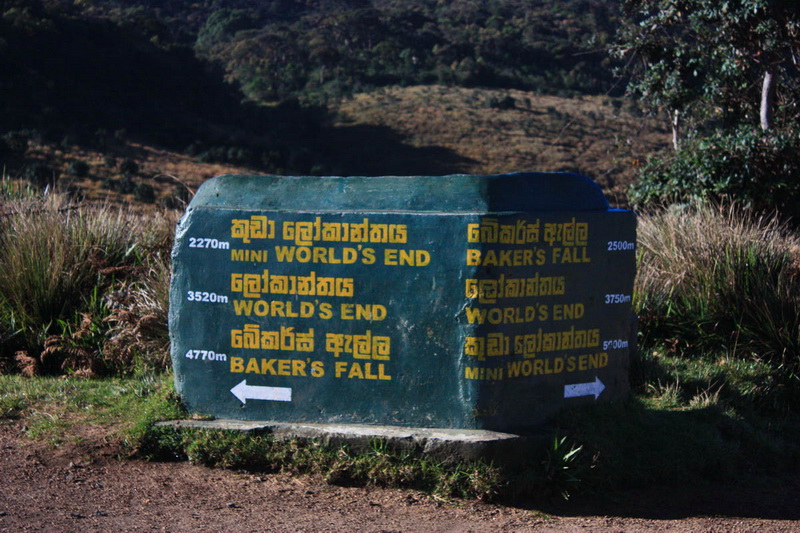 2270m කුඩා ලෝකාන්තය
MINI WORLD'S END
3520m ලෝකාන්තය
WORLD'S END
4770m බේකර්ස් ඇල්ල
BAKER'S FALL
බේකර්ස් ඇල්ල 2500m
BAKER'S FALL
ලෝකාන්තය 3750m
WORLD'S END
කුඩා ලෝකාන්තය
MINI WORLD'S END